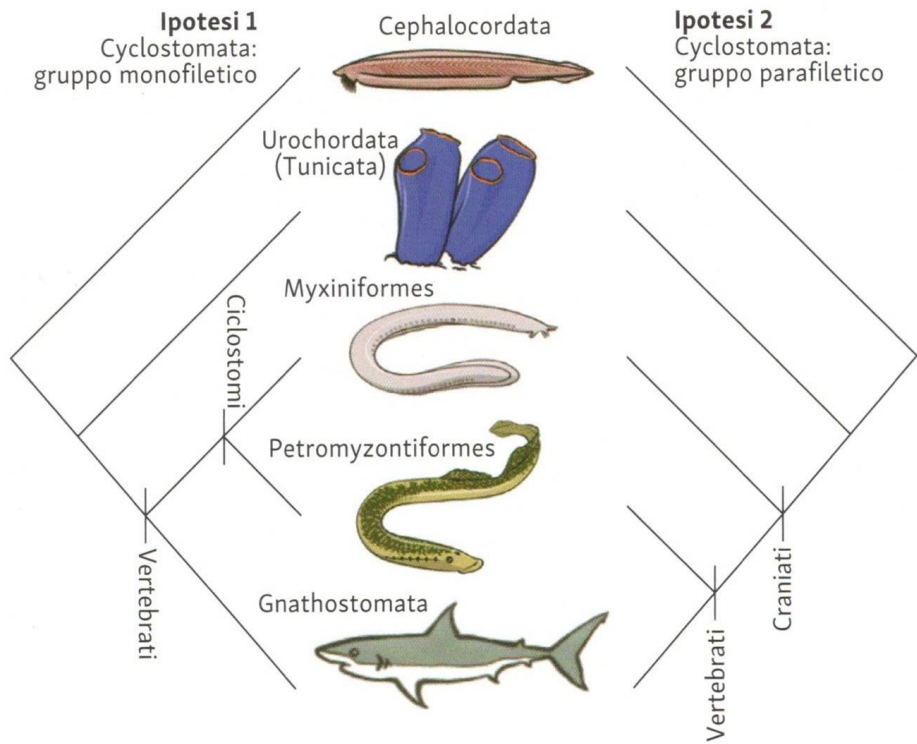 Ipotesi 1
Cyclostomata:
gruppo monofiletico
Cephalocordata
Ipotesi 2
Cyclostomata:
gruppo parafiletico
Urochordata
(Tunicata)
Myxiniformes
Ciclostomi
Petromyzontiformes
Vertebrati
Gnathostomata
Craniati
Vertebrati